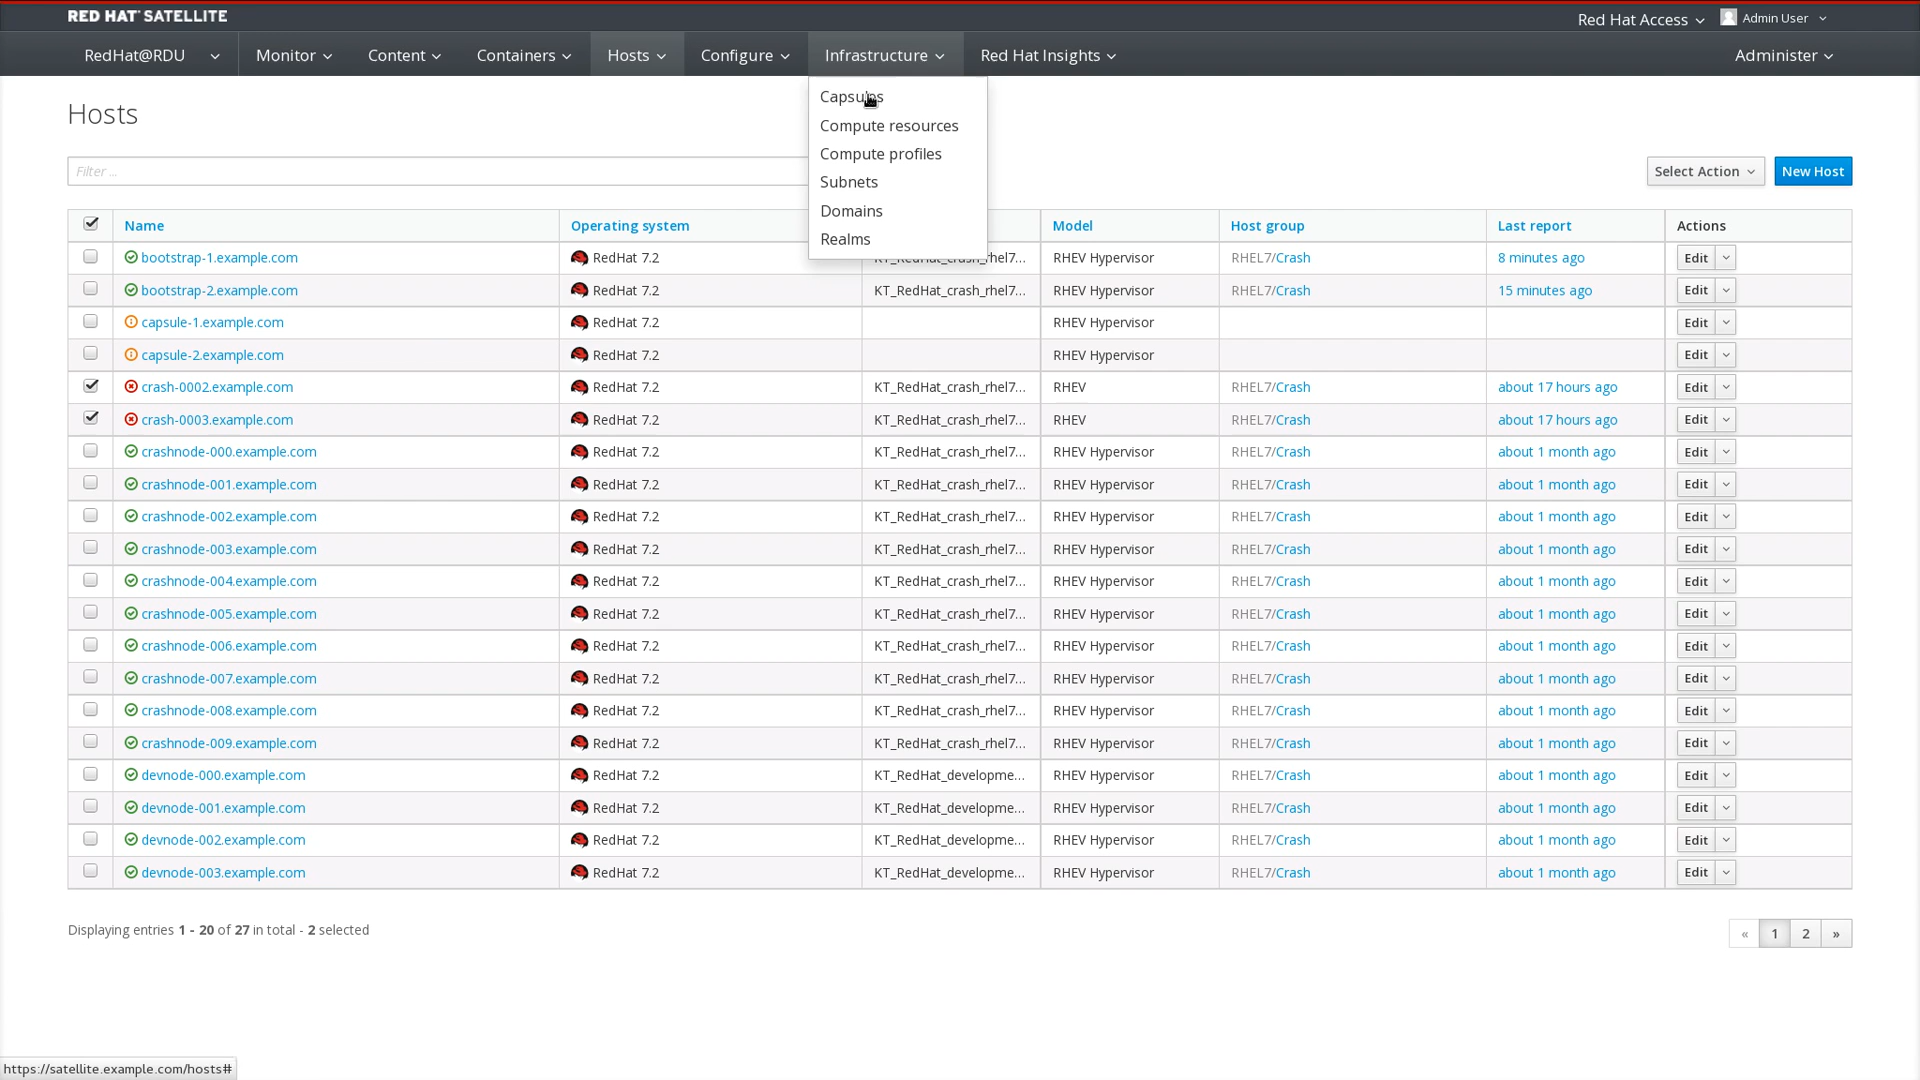 RED HAT SATELLITE
Red Hat Access
Admin User
RedHat@RDU Monitor Content Containers Hosts Configure Infrastructure Red Hat Insights Administer
Capsules
Compute resources
Compute profiles
Subnets
Domains
Realms
Hosts
Filter ...
Select Action New Host
Name Operating system Model Host group Last report Actions
bootstrap-1.example.com RedHat 7.2 KT_RedHat_crash_rhel7... RHEV Hypervisor RHEL7/Crash 8 minutes ago Edit
bootstrap-2.example.com RedHat 7.2 KT_RedHat_crash_rhel7... RHEV Hypervisor RHEL7/Crash 15 minutes ago Edit
capsule-1.example.com RedHat 7.2 RHEV Hypervisor Edit
capsule-2.example.com RedHat 7.2 RHEV Hypervisor Edit
crash-0002.example.com RedHat 7.2 KT_RedHat_crash_rhel7... RHEV RHEL7/Crash about 17 hours ago Edit
crash-0003.example.com RedHat 7.2 KT_RedHat_crash_rhel7... RHEV RHEL7/Crash about 17 hours ago Edit
crashnode-000.example.com RedHat 7.2 KT_RedHat_crash_rhel7... RHEV Hypervisor RHEL7/Crash about 1 month ago Edit
crashnode-001.example.com RedHat 7.2 KT_RedHat_crash_rhel7... RHEV Hypervisor RHEL7/Crash about 1 month ago Edit
crashnode-002.example.com RedHat 7.2 KT_RedHat_crash_rhel7... RHEV Hypervisor RHEL7/Crash about 1 month ago Edit
crashnode-003.example.com RedHat 7.2 KT_RedHat_crash_rhel7... RHEV Hypervisor RHEL7/Crash about 1 month ago Edit
crashnode-004.example.com RedHat 7.2 KT_RedHat_crash_rhel7... RHEV Hypervisor RHEL7/Crash about 1 month ago Edit
crashnode-005.example.com RedHat 7.2 KT_RedHat_crash_rhel7... RHEV Hypervisor RHEL7/Crash about 1 month ago Edit
crashnode-006.example.com RedHat 7.2 KT_RedHat_crash_rhel7... RHEV Hypervisor RHEL7/Crash about 1 month ago Edit
crashnode-007.example.com RedHat 7.2 KT_RedHat_crash_rhel7... RHEV Hypervisor RHEL7/Crash about 1 month ago Edit
crashnode-008.example.com RedHat 7.2 KT_RedHat_crash_rhel7... RHEV Hypervisor RHEL7/Crash about 1 month ago Edit
crashnode-009.example.com RedHat 7.2 KT_RedHat_crash_rhel7... RHEV Hypervisor RHEL7/Crash about 1 month ago Edit
devnode-000.example.com RedHat 7.2 KT_RedHat_developme... RHEV Hypervisor RHEL7/Crash about 1 month ago Edit
devnode-001.example.com RedHat 7.2 KT_RedHat_developme... RHEV Hypervisor RHEL7/Crash about 1 month ago Edit
devnode-002.example.com RedHat 7.2 KT_RedHat_developme... RHEV Hypervisor RHEL7/Crash about 1 month ago Edit
devnode-003.example.com RedHat 7.2 KT_RedHat_developme... RHEV Hypervisor RHEL7/Crash about 1 month ago Edit
Displaying entries 1 - 20 of 27 in total - 2 selected
« 1 2 »
https://satellite.example.com/hosts#